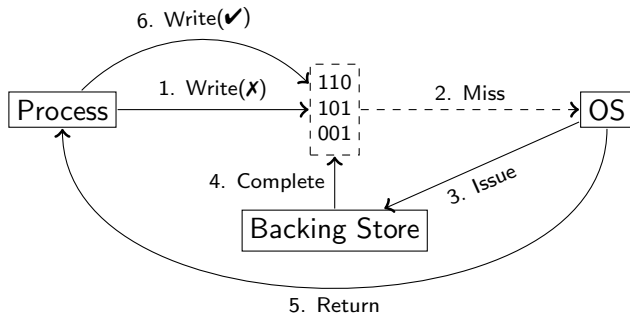 6. Write(✔)
1. Write(✗)
110
101
001
2. Miss
Process
OS
3. Issue
4. Complete
Backing Store
5. Return